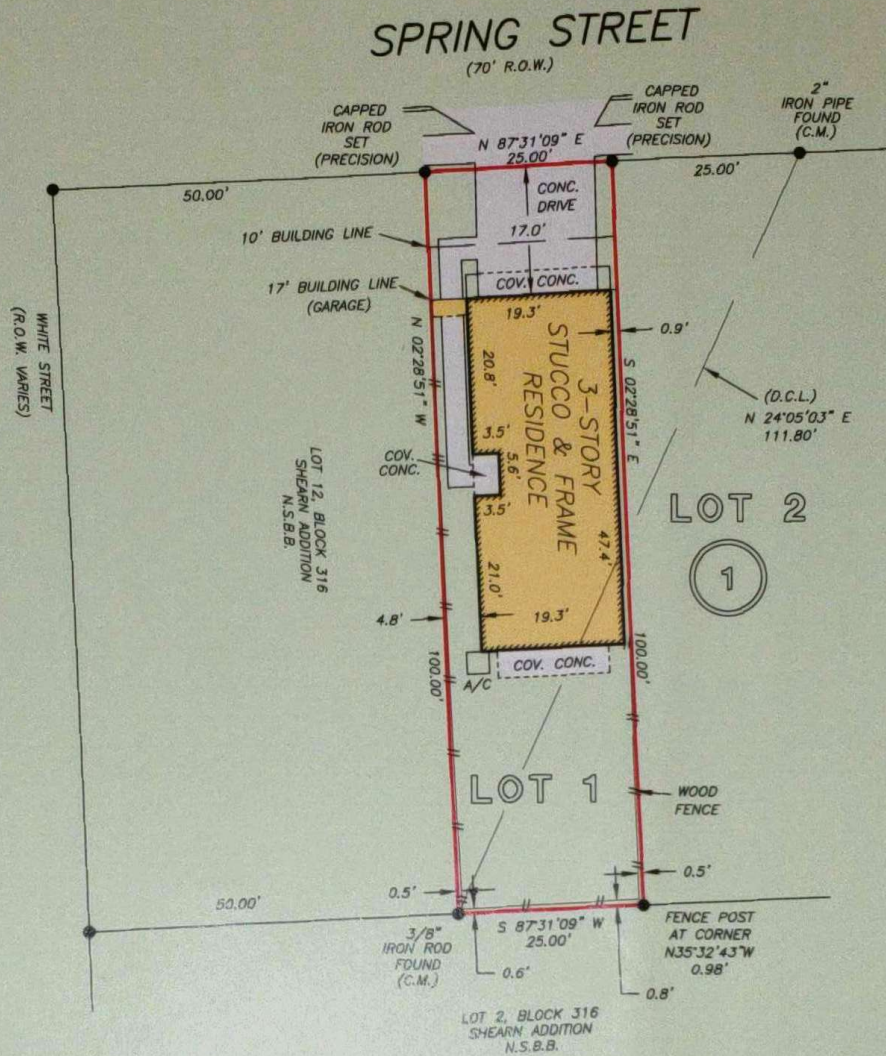 SPRING STREET
(70' R.O.W.)
CAPPED
IRON ROD
SET
(PRECISION)
N 87°31'09" E
25.00'
CAPPED
IRON ROD
SET
(PRECISION)
2"
IRON PIPE
FOUND
(C.M.)
50.00'
25.00'
CONC.
DRIVE
17.0'
10' BUILDING LINE
17' BUILDING LINE
(GARAGE)
COV. CONC.
19.3'
0.9'
WHITE STREET
(R.O.W. VARIES)
N 02°28'51" W
S 02°28'51" E
20.8'
3-STORY
STUCCO & FRAME
RESIDENCE
(D.C.L.)
N 24°05'03" E
111.80'
3.5'
COV.
CONC.
5.6'
3.5'
LOT 12, BLOCK 316
SHEARN ADDITION
N.S.B.B.
LOT 2
1
47.4'
21.0'
19.3'
4.8'
100.00'
100.00'
COV. CONC.
A/C
LOT 1
WOOD
FENCE
0.5'
0.5'
50.00'
3/8"
IRON ROD
FOUND
(C.M.)
S 87°31'09" W
25.00'
FENCE POST
AT CORNER
N35°32'43"W
0.98'
0.6'
0.8'
LOT 2, BLOCK 316
SHEARN ADDITION
N.S.B.B.